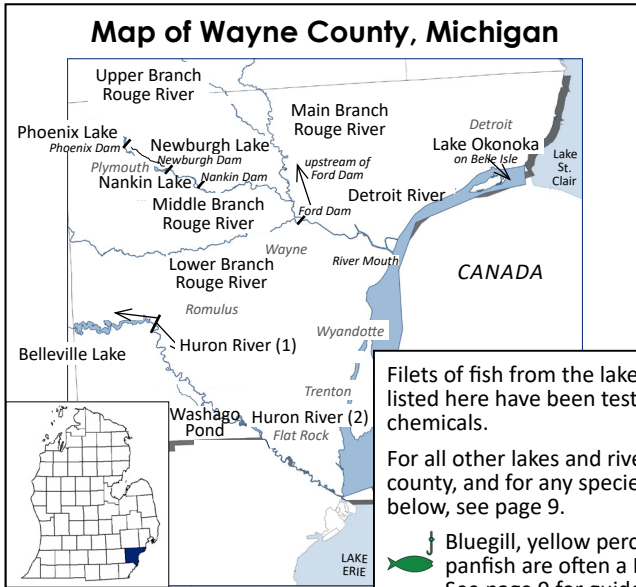 Map of Wayne County, Michigan
Upper Branch
Rouge River
Main Branch
Rouge River
Phoenix Lake
Phoenix Dam
Newburgh Lake
Newburgh Dam
Plymouth
Nankin Lake
Nankin Dam
Middle Branch
Rouge River
upstream of
Ford Dam
Ford Dam
Detroit
Lake Okonoka
on Belle Isle
Lake
St.
Clair
Detroit River
Wayne
River Mouth
Lower Branch
Rouge River
CANADA
Romulus
Belleville Lake
Huron River (1)
Wyandotte
Trenton
Washago
Pond
Huron River (2)
Flat Rock
LAKE
ERIE
Filets of fish from the lake
listed here have been test
chemicals.
For all other lakes and rive
county, and for any specie
below, see page 9.
Bluegill, yellow perc
panfish are often a